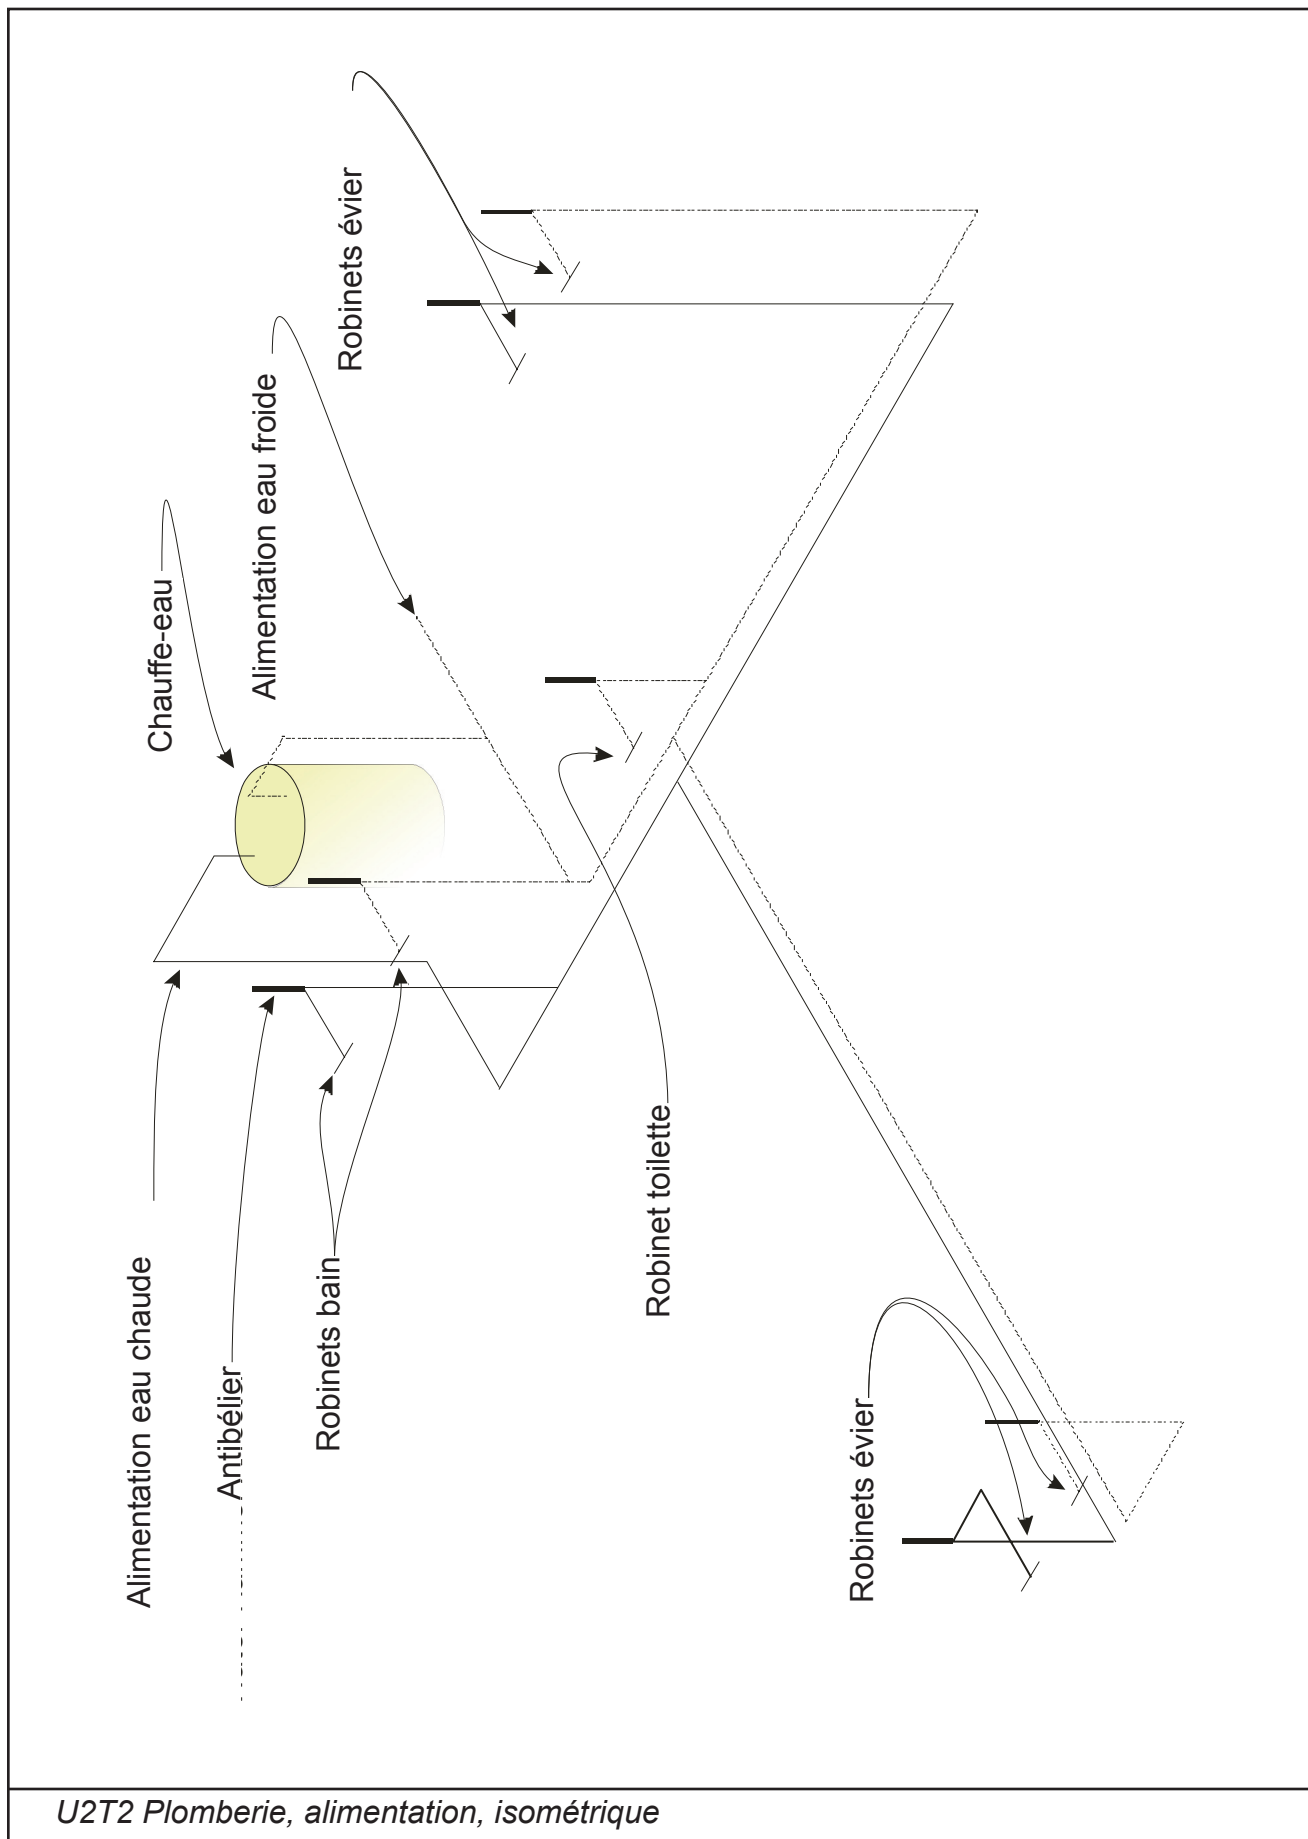 Robinets évier
Alimentation eau froide
Chauffe-eau
Alimentation eau chaude
Antibélier
Robinets bain
Robinet toilette
Robinets évier
U2T2 Plomberie, alimentation, isométrique